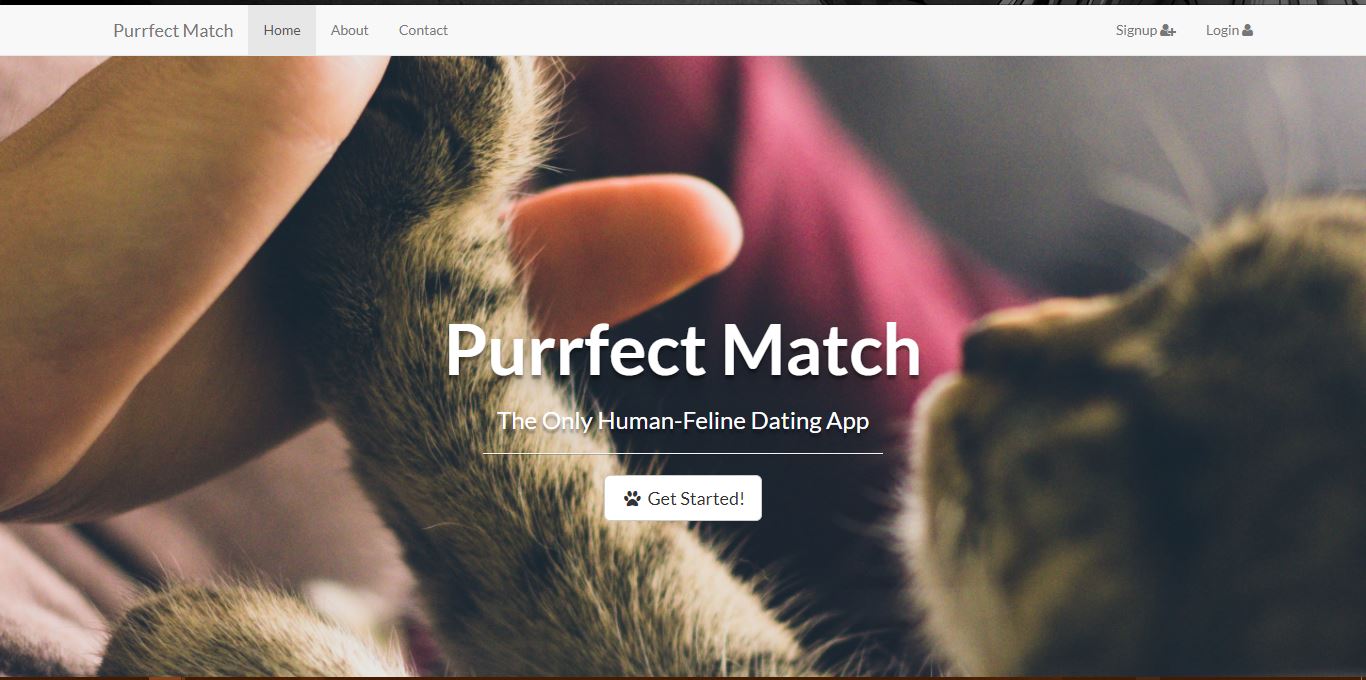 Purrfect Match Home About Contact Signup Login
Purrfect Match
The Only Human-Feline Dating App
Get Started!